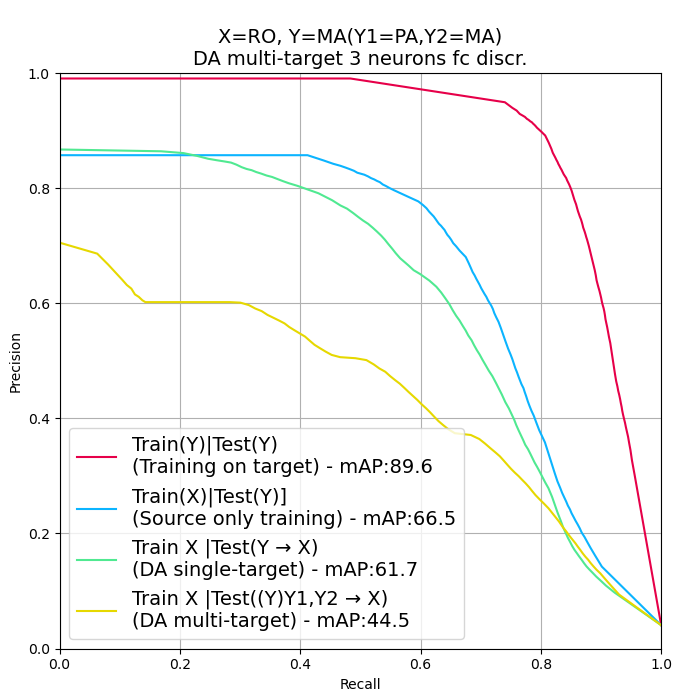 X=RO, Y=MA(Y1=PA,Y2=MA)
DA multi-target 3 neurons fc discr.
1.0
0.8
0.6
0.4
0.2
0.0
Precision
Train(Y)|Test(Y)
(Training on target) - mAP:89.6
Train(X)|Test(Y)]
(Source only training) - mAP:66.5
Train X |Test(Y → X)
(DA single-target) - mAP:61.7
Train X |Test((Y)Y1,Y2 → X)
(DA multi-target) - mAP:44.5
0.0 0.2 0.4 0.6 0.8 1.0
Recall